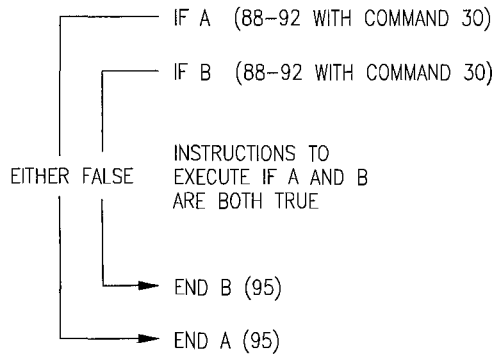 IF A (88-92 WITH COMMAND 30)
IF B (88-92 WITH COMMAND 30)
INSTRUCTIONS TO
EITHER FALSE EXECUTE IF A AND B
ARE BOTH TRUE
END B (95)
END A (95)